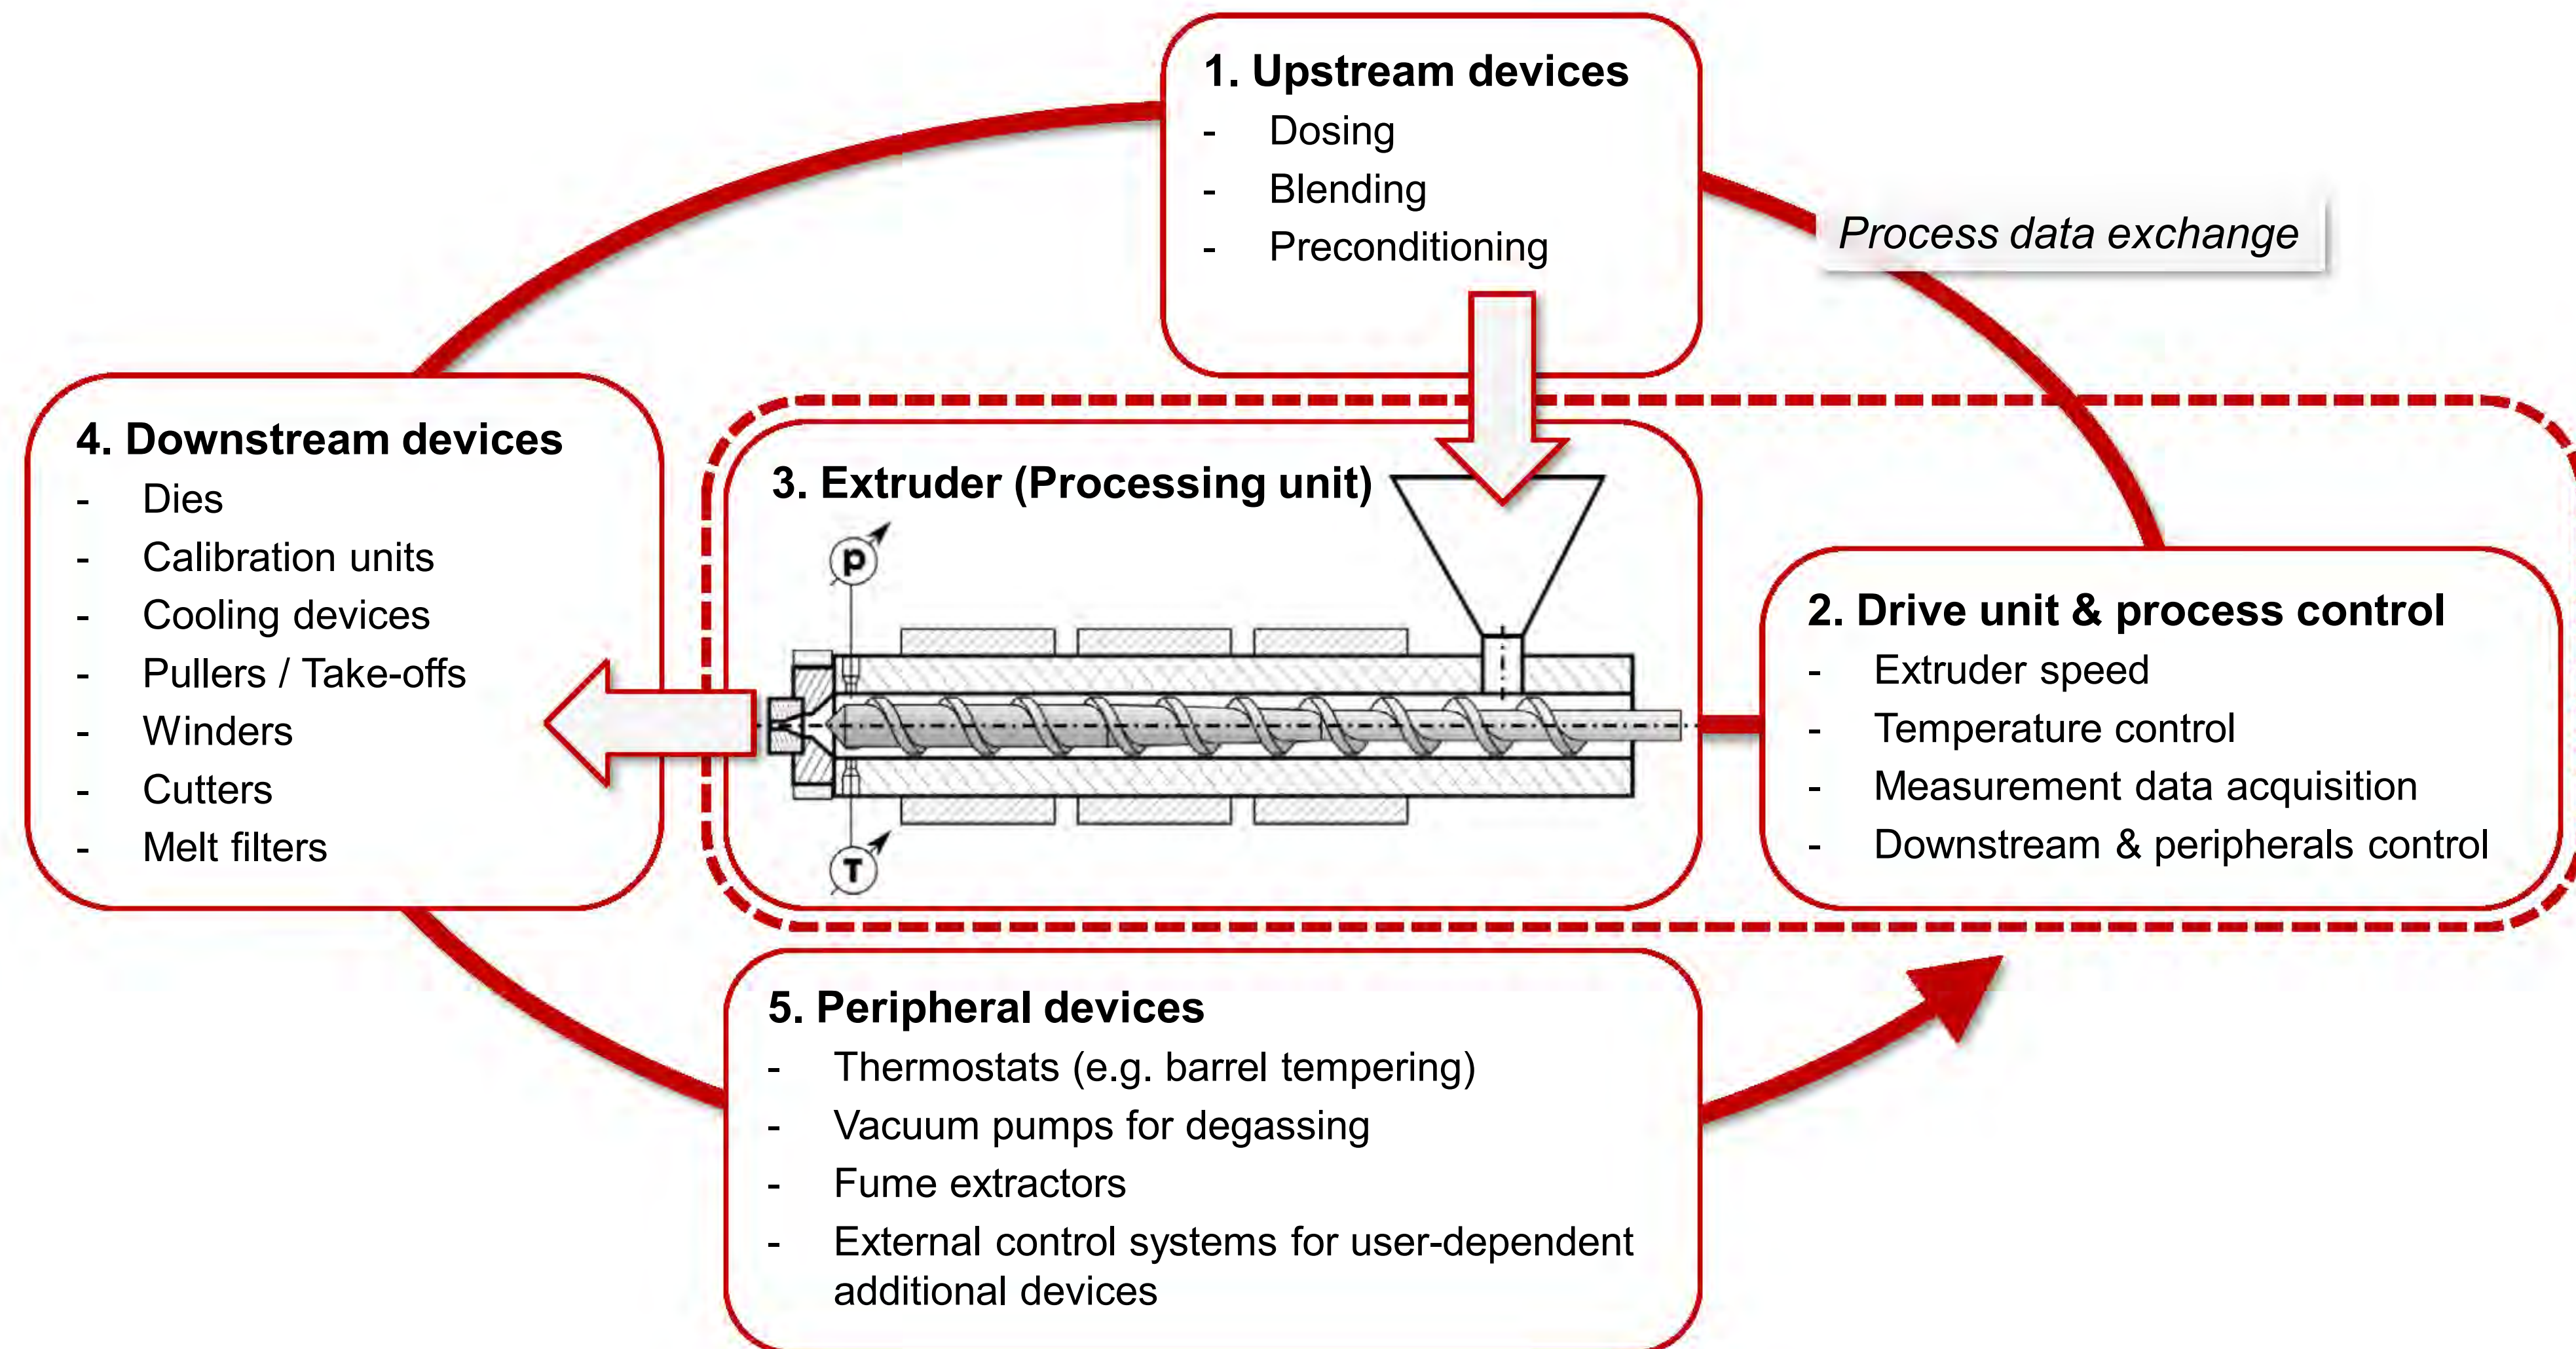 1. Upstream devices
- Dosing
- Blending
- Preconditioning
Process data exchange
4. Downstream devices
- Dies
- Calibration units
- Cooling devices
- Pullers / Take-offs
- Winders
- Cutters
- Melt filters
3. Extruder (Processing unit)
p
T
2. Drive unit & process control
- Extruder speed
- Temperature control
- Measurement data acquisition
- Downstream & peripherals control
5. Peripheral devices
- Thermostats (e.g. barrel tempering)
- Vacuum pumps for degassing
- Fume extractors
- External control systems for user-dependent
additional devices